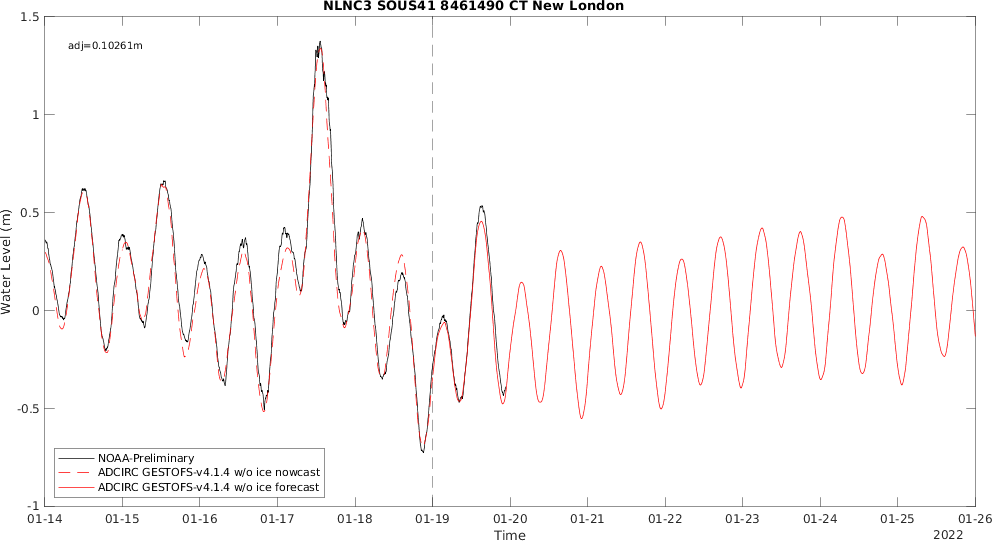 NLNC3 SOUS41 8461490 CT New London
adj=0.10261m
1.5
1
0.5
0
-0.5
-1
Water Level (m)
NOAA-Preliminary
ADCIRC GESTOFS-v4.1.4 w/o ice nowcast
ADCIRC GESTOFS-v4.1.4 w/o ice forecast
01-14 01-15 01-16 01-17 01-18 01-19 01-20 01-21 01-22 01-23 01-24 01-25 01-26
Time
2022